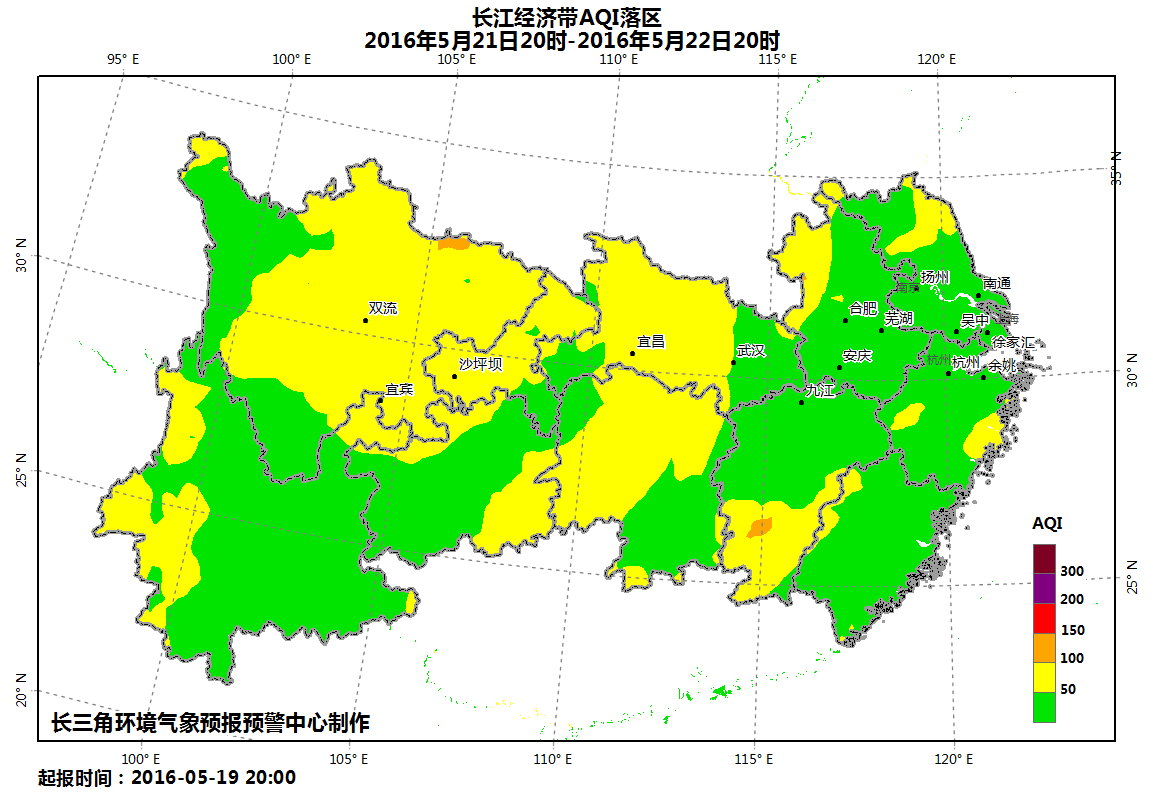 长江经济带AQI落区
2016年5月21日20时-2016年5月22日20时
95° E 100° E 105° E 110° E 115° E 120° E
35° N
30° N
扬州
南通
双流
合肥
芜湖
吴中
宜昌
徐家汇
武汉
安庆
杭州 杭州
余姚
沙坪坝
30° N
宜宾
九江
25° N
AQI
300
200
150
100
50
25° N
20° N
长三角环境气象预报预警中心制作
100° E 105° E 110° E 115° E 120° E
起报时间：2016-05-19 20:00